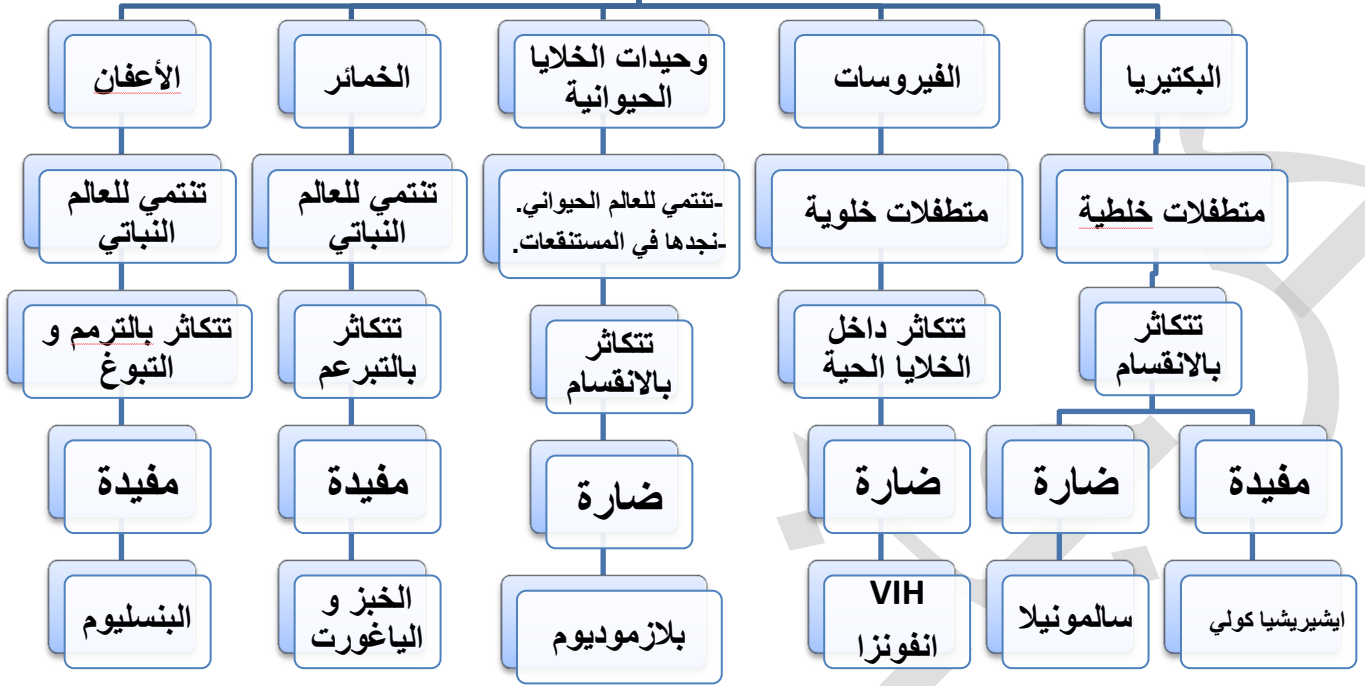 البكتيريا
الفيروسات
وحيدات الخلايا
الحيوانية
الخمائر
الأعفان
متطفلات خلطية
متطفلات خلوية
-تنتمي للعالم الحيواني.
-نجدها في المستنقعات.
تنتمي للعالم
النباتي
تنتمي للعالم
النباتي
تتكاثر
بالانقسام
تتكاثر داخل
الخلايا الحية
تتكاثر
بالانقسام
تتكاثر
بالتبرعم
تتكاثر بالترمم و
التبوغ
مفيدة
ضارة
ضارة
ضارة
مفيدة
مفيدة
ايشيريشيا كولي
سالمونيلا
VIH
انفونزا
بلازموديوم
الخبز و
الياغورت
البنسليوم